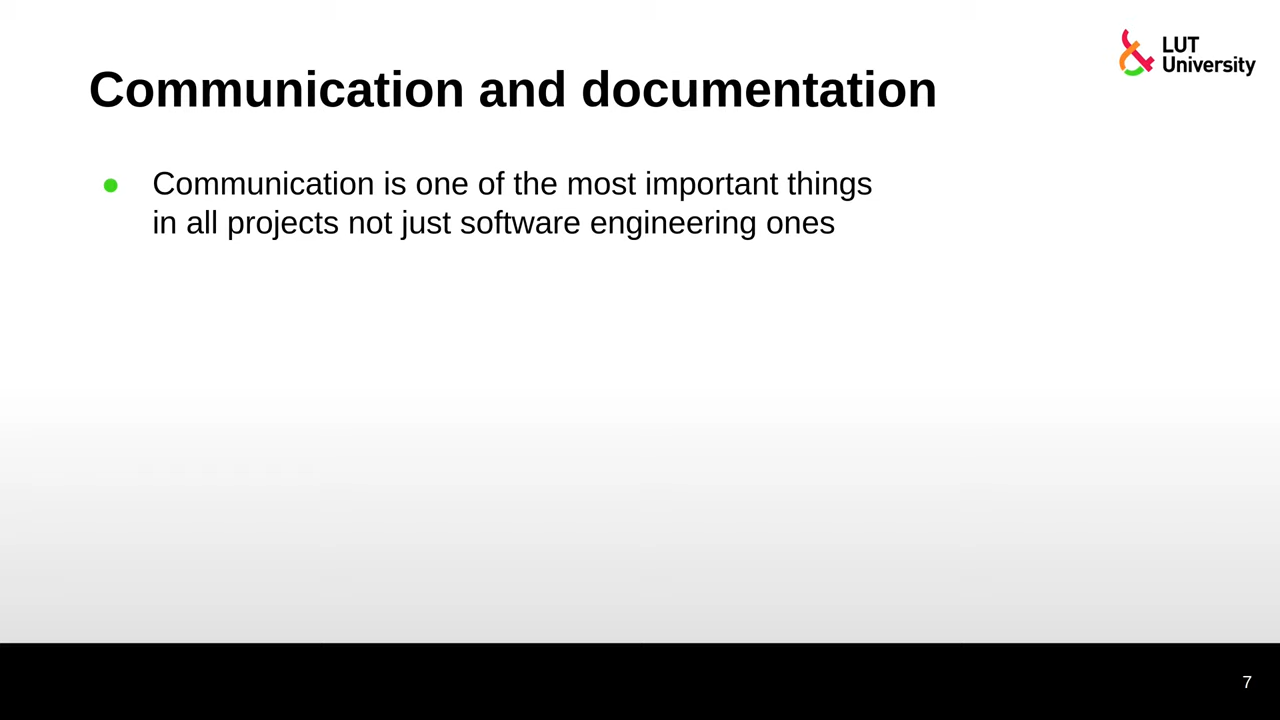 LUT
University
Communication and documentation
Communication is one of the most important things
in all projects not just software engineering ones
7